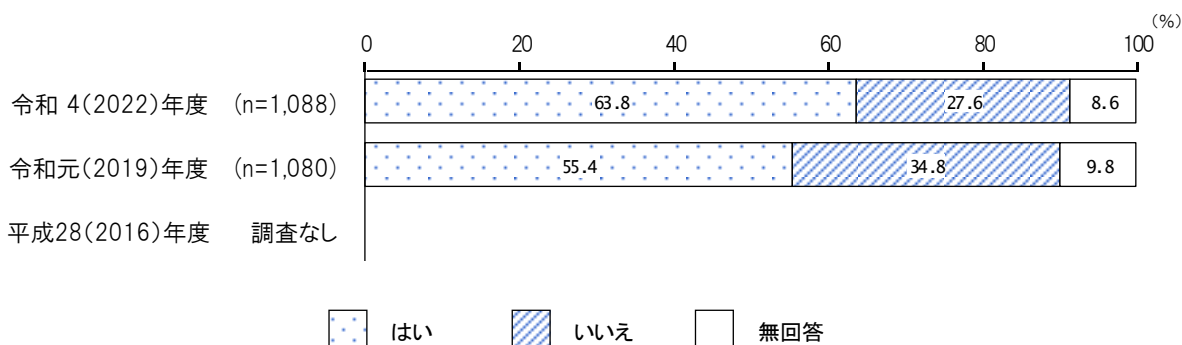 (%)
0 20 40 60 80 100
令和 4(2022)年度 (n=1,088) 63.8 27.6 8.6
令和元(2019)年度 (n=1,080) 55.4 34.8 9.8
平成28(2016)年度 調査なし
はい いいえ 無回答